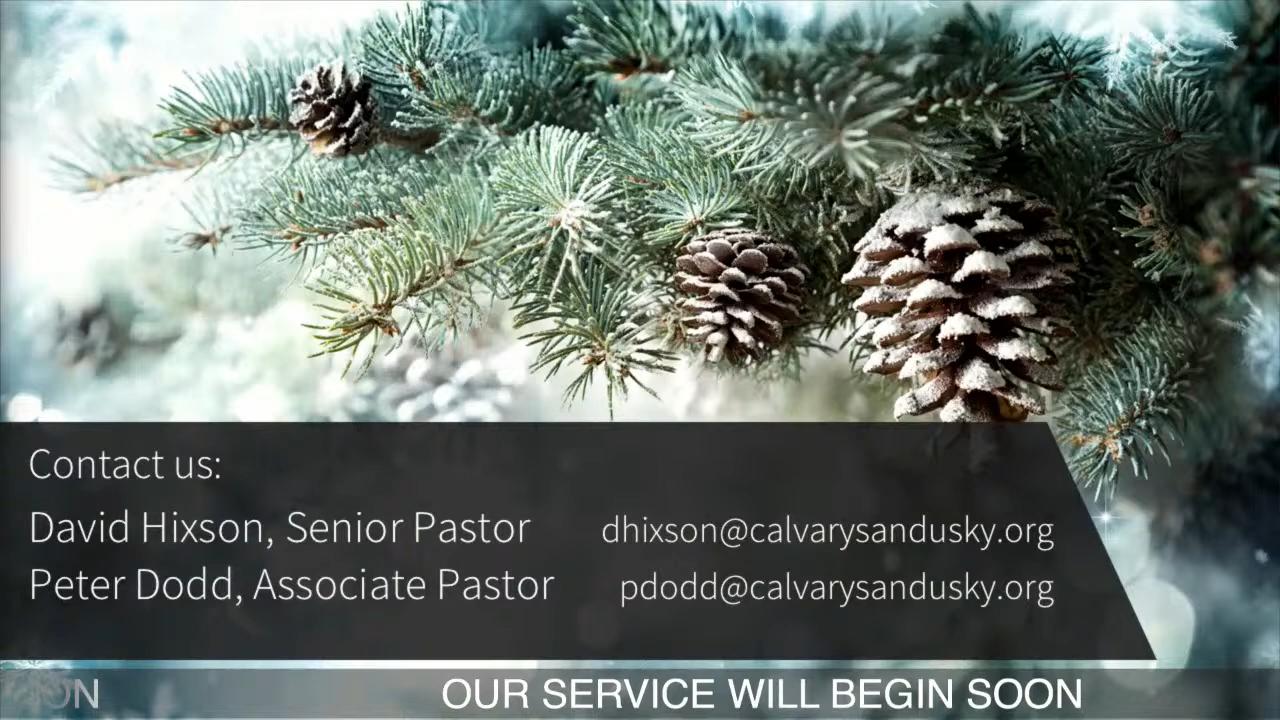 Contact us:
David Hixson, Senior Pastor dhixson@calvarysandusky.org
Peter Dodd, Associate Pastor pdodd@calvarysandusky.org
ON OUR SERVICE WILL BEGIN SOON